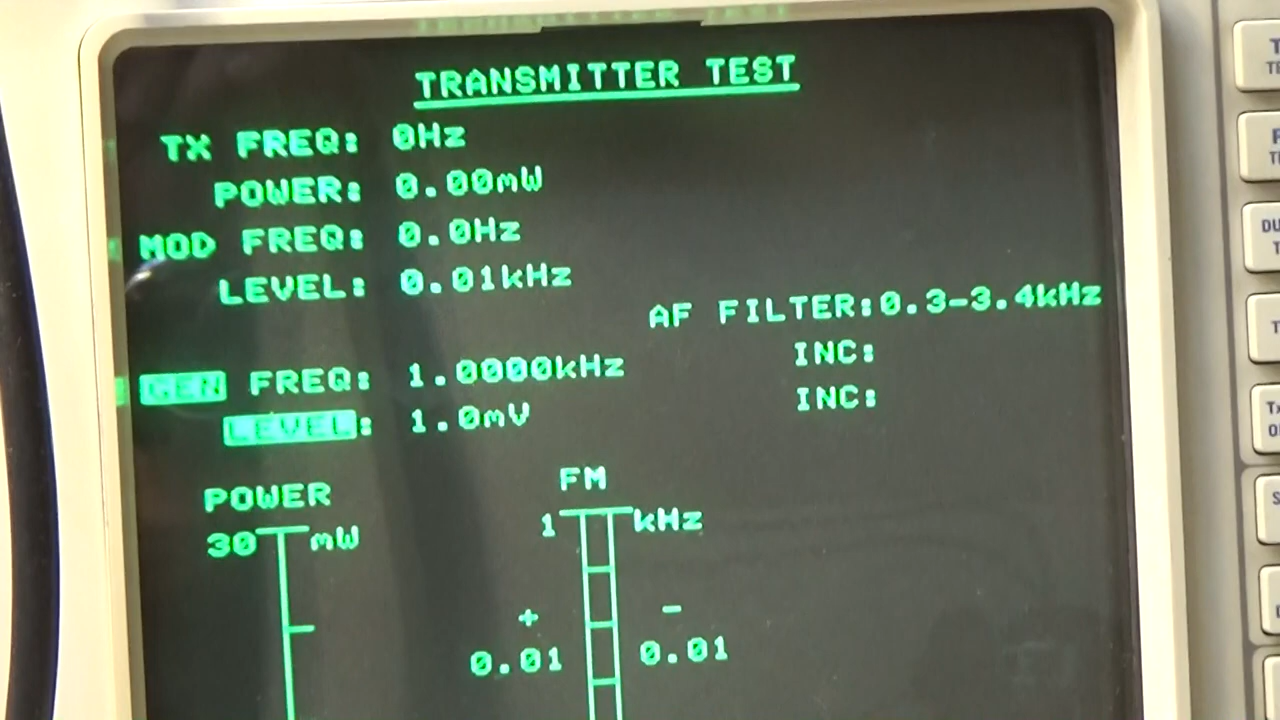 TRANSMITTER TEST
TX FREQ: 0Hz
POWER: 0.00mW
MOD FREQ: 0.0Hz
LEVEL: 0.01kHz
AF FILTER:0.3-3.4kHz
GEN FREQ: 1.0000kHz
INC:
LEVEL: 1.0mV
INC:
POWER
FM
30 mW
1 kHz
+ -
0.01 0.01